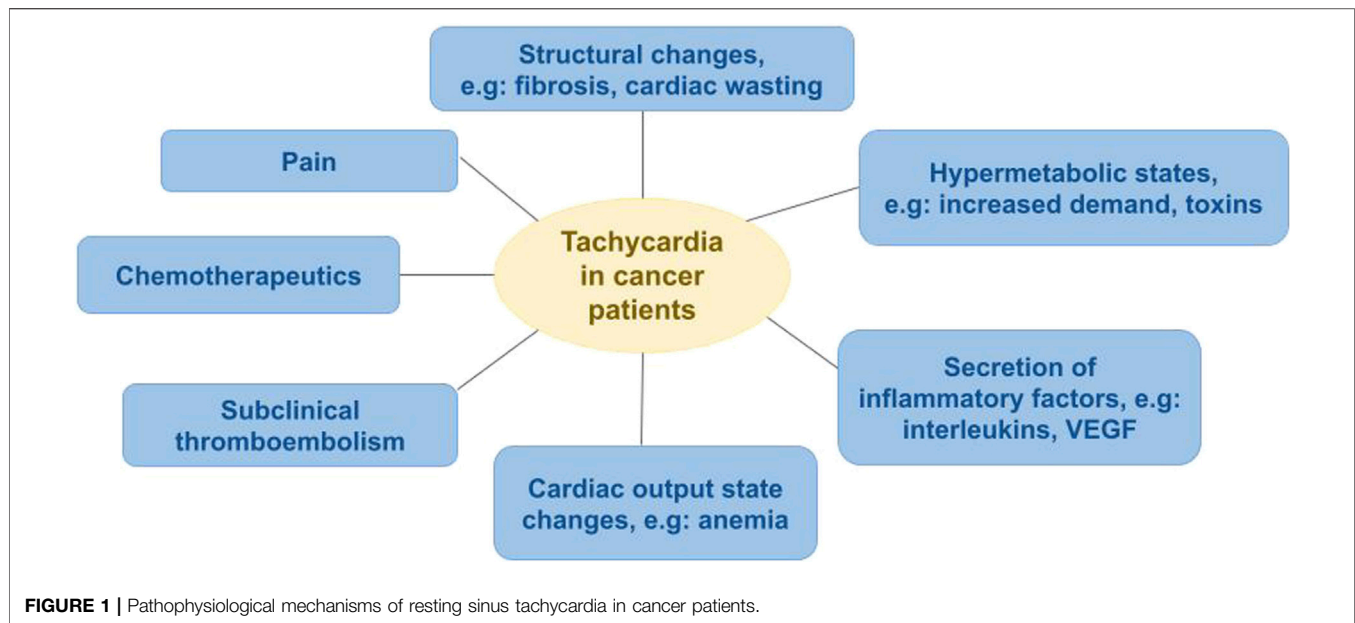 Structural changes,
e.g: fibrosis, cardiac wasting
Pain
Hypermetabolic states,
e.g: increased demand, toxins
Tachycardia
in cancer
patients
Chemotherapeutics
Secretion of
inflammatory factors, e.g:
interleukins, VEGF
Subclinical
thromboembolism
Cardiac output state
changes, e.g: anemia
FIGURE 1 | Pathophysiological mechanisms of resting sinus tachycardia in cancer patients.